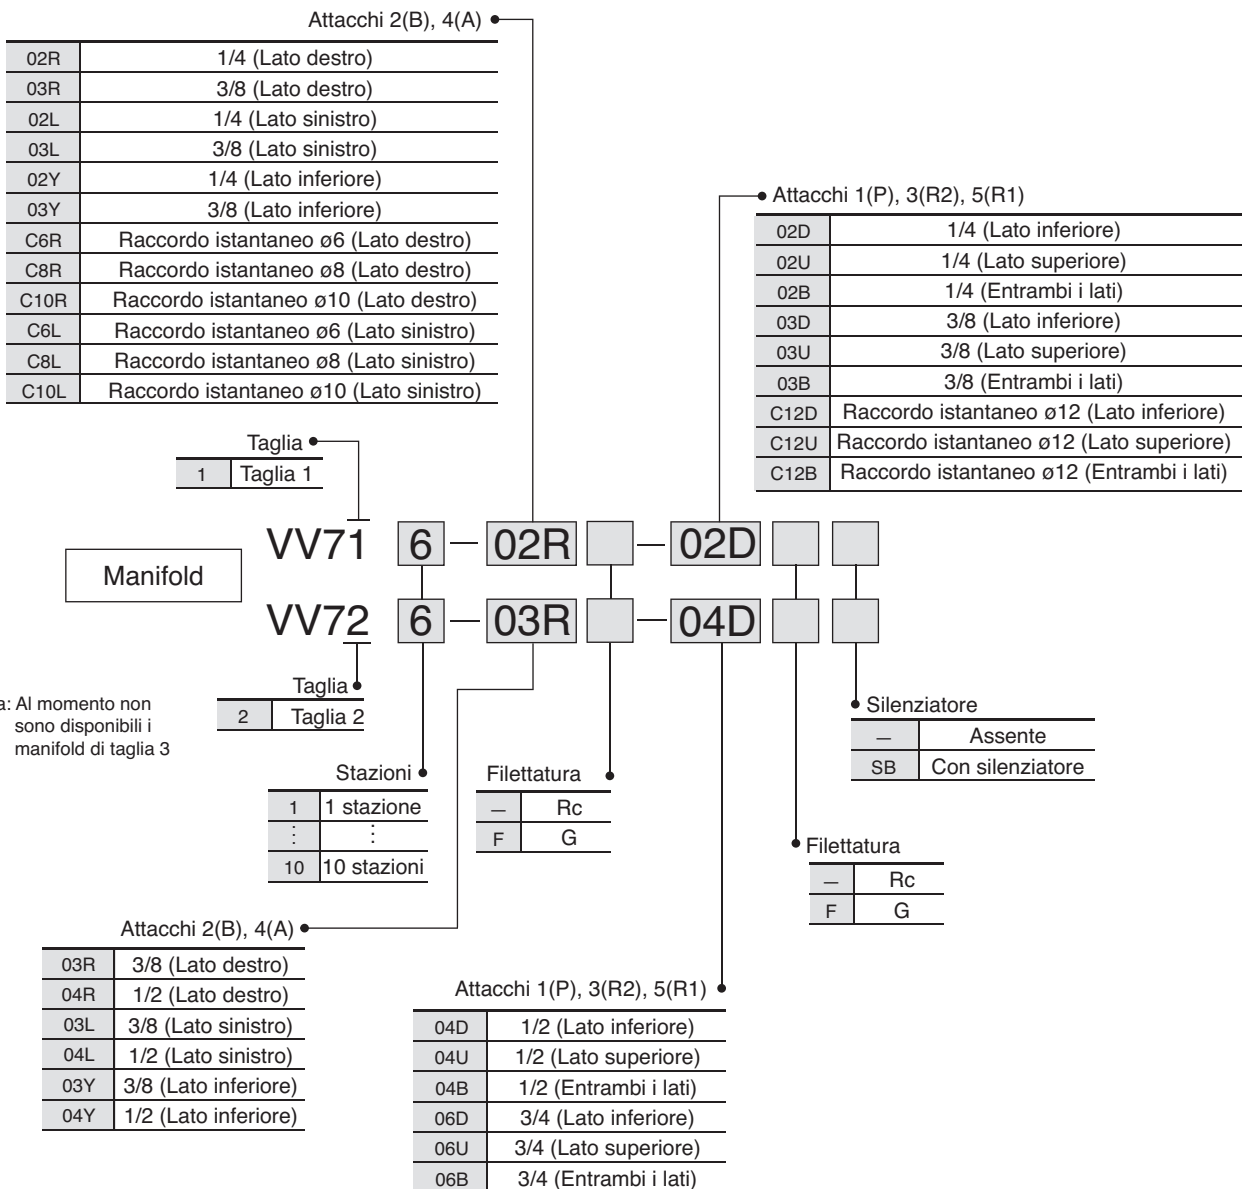 Attacchi 2(B), 4(A)
02R 1/4 (Lato destro)
03R 3/8 (Lato destro)
02L 1/4 (Lato sinistro)
03L 3/8 (Lato sinistro)
02Y 1/4 (Lato inferiore)
03Y 3/8 (Lato inferiore)
C6R Raccordo istantaneo ø6 (Lato destro)
C8R Raccordo istantaneo ø8 (Lato destro)
C10R Raccordo istantaneo ø10 (Lato destro)
C6L Raccordo istantaneo ø6 (Lato sinistro)
C8L Raccordo istantaneo ø8 (Lato sinistro)
C10L Raccordo istantaneo ø10 (Lato sinistro)
Attacchi 1(P), 3(R2), 5(R1)
02D 1/4 (Lato inferiore)
02U 1/4 (Lato superiore)
02B 1/4 (Entrambi i lati)
03D 3/8 (Lato inferiore)
03U 3/8 (Lato superiore)
03B 3/8 (Entrambi i lati)
C12D Raccordo istantaneo ø12 (Lato inferiore)
C12U Raccordo istantaneo ø12 (Lato superiore)
C12B Raccordo istantaneo ø12 (Entrambi i lati)
Taglia
1 Taglia 1
VV71 6 — 02R — 02D
Manifold
VV72 6 — 03R — 04D
Taglia
2 Taglia 2
a: Al momento non
sono disponibili i
manifold di taglia 3
Silenziatore
— Assente
SB Con silenziatore
Stazioni
1 1 stazione
⋮ ⋮
10 10 stazioni
Filettatura
— Rc
F G
Filettatura
— Rc
F G
Attacchi 2(B), 4(A)
03R 3/8 (Lato destro)
04R 1/2 (Lato destro)
03L 3/8 (Lato sinistro)
04L 1/2 (Lato sinistro)
03Y 3/8 (Lato inferiore)
04Y 1/2 (Lato inferiore)
Attacchi 1(P), 3(R2), 5(R1)
04D 1/2 (Lato inferiore)
04U 1/2 (Lato superiore)
04B 1/2 (Entrambi i lati)
06D 3/4 (Lato inferiore)
06U 3/4 (Lato superiore)
06B 3/4 (Entrambi i lati)